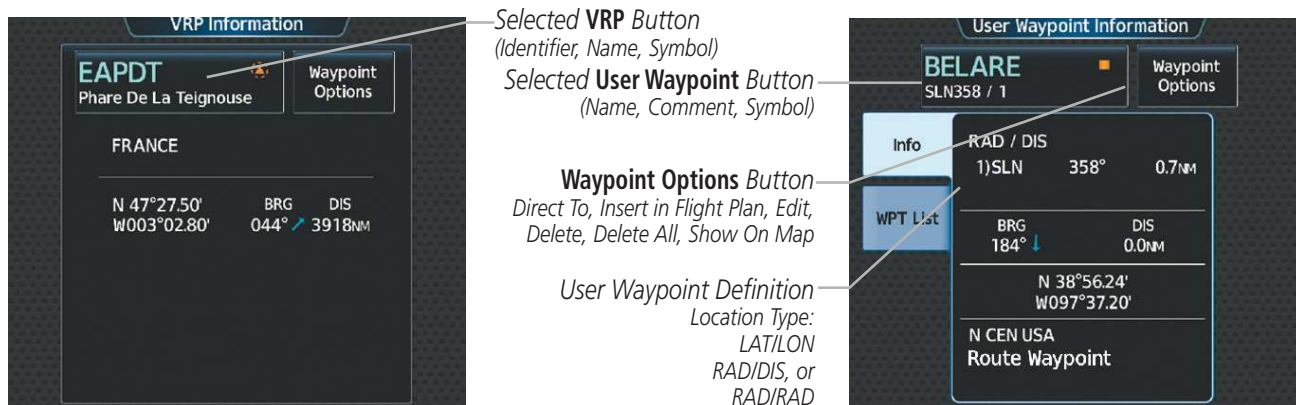 VRP Information
EAPDT
Phare De La Teignouse
Waypoint
Options
FRANCE
N 47°27.50'
W003°02.80'
BRG
044°
DIS
3918NM
Selected VRP Button
(Identifier, Name, Symbol)
Selected User Waypoint Button
(Name, Comment, Symbol)
Waypoint Options Button
Direct To, Insert in Flight Plan, Edit,
Delete, Delete All, Show On Map
User Waypoint Definition
Location Type:
LAT/LON
RAD/DIS, or
RAD/RAD
User Waypoint Information
BELARE
SLN358 / 1
Waypoint
Options
Info
WPT List
RAD / DIS
1)SLN 358° 0.7NM
BRG
184°
DIS
0.0NM
N 38°56.24'
W097°37.20'
N CEN USA
Route Waypoint